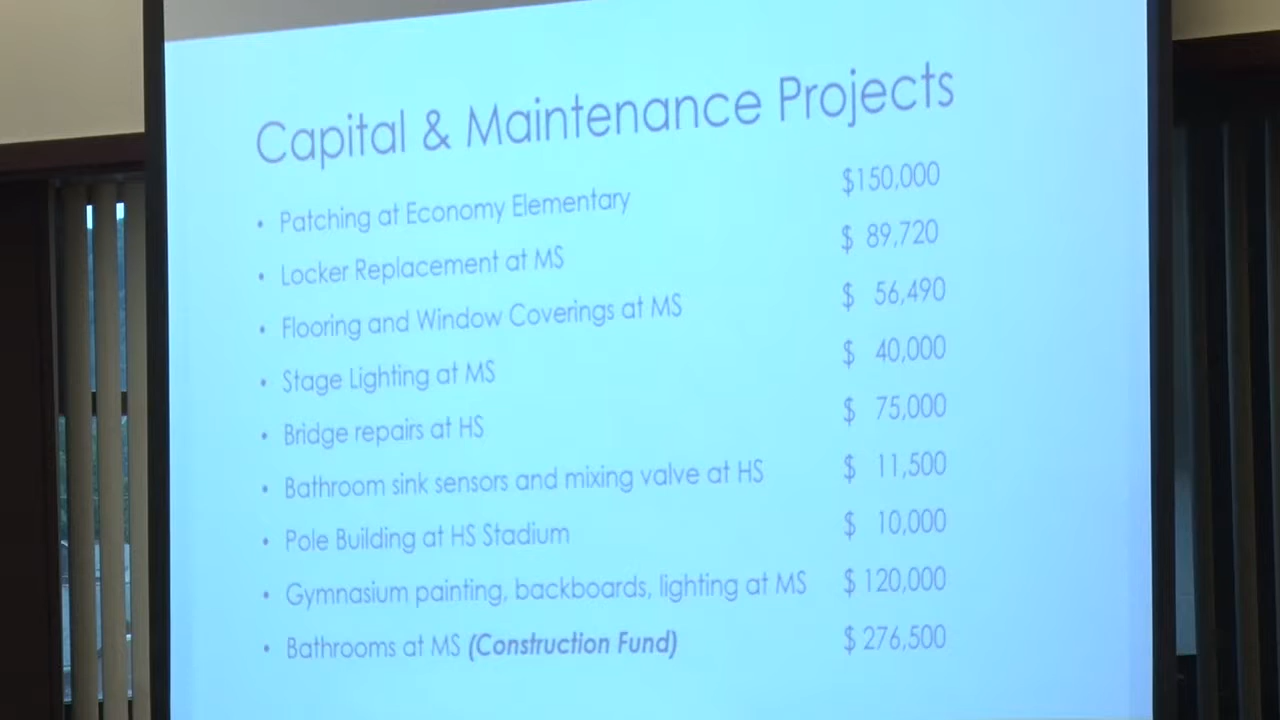 Capital & Maintenance Projects
• Patching at Economy Elementary $150,000
• Locker Replacement at MS $ 89,720
• Flooring and Window Coverings at MS $ 56,490
• Stage Lighting at MS $ 40,000
• Bridge repairs at HS $ 75,000
• Bathroom sink sensors and mixing valve at HS $ 11,500
• Pole Building at HS Stadium $ 10,000
• Gymnasium painting, backboards, lighting at MS $ 120,000
• Bathrooms at MS (Construction Fund) $ 276,500